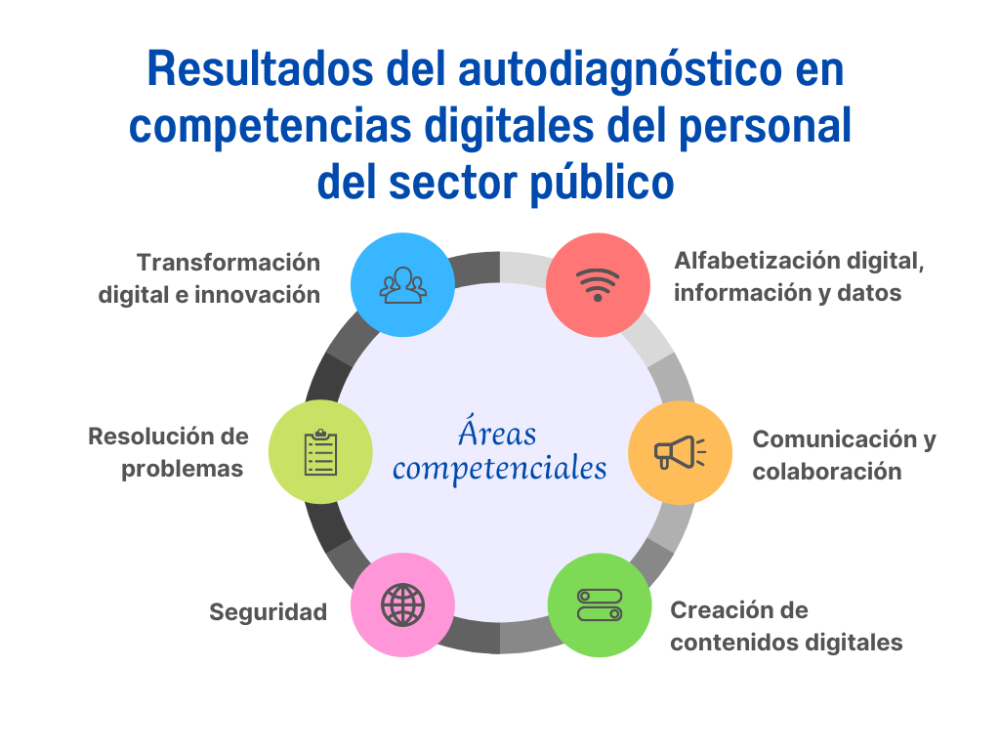 Resultados del autodiagnóstico en
competencias digitales del personal
del sector público
Transformación
digital e innovación
Alfabetización digital,
información y datos
Resolución de
problemas
Áreas
competenciales
Comunicación y
colaboración
Seguridad
Creación de
contenidos digitales